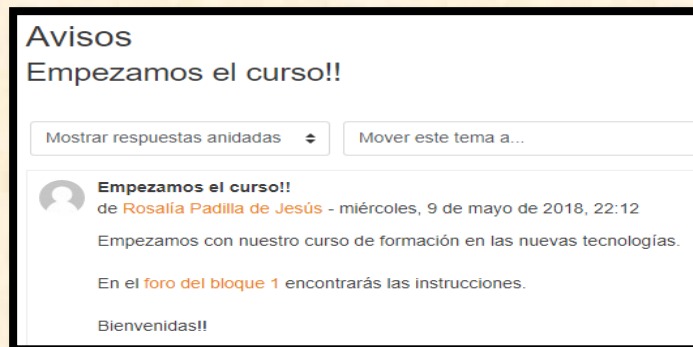 Avisos
Empezamos el curso!!
Mostrar respuestas anidadas
Mover este tema a...
Empezamos el curso!!
de Rosalía Padilla de Jesús - miércoles, 9 de mayo de 2018, 22:12
Empezamos con nuestro curso de formación en las nuevas tecnologías.
En el foro del bloque 1 encontrarás las instrucciones.
Bienvenidas!!